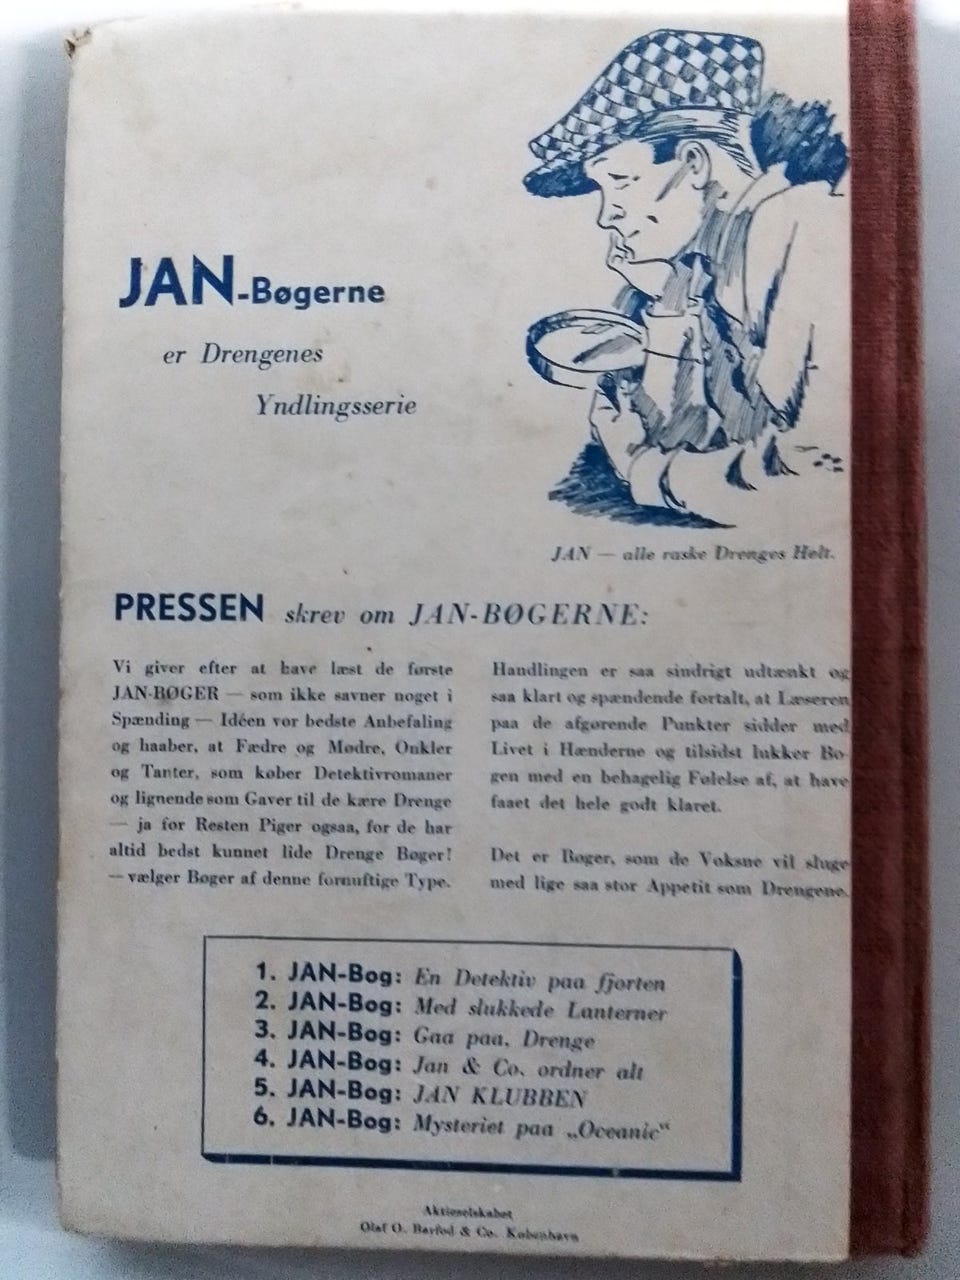 JAN-Bøgerne
er Drengenes
Yndlingsserie
JAN — alle raske Drenges Helt.
PRESSEN skrev om JAN-BØGERNE:
Vi giver efter at have læst de første
JAN-BØGER — som ikke savner noget i
Spænding — Idéen vor bedste Anbefaling
og haaber, at Fædre og Mødre, Onkler
og Tanter, som køber Detektivromaner
og lignende som Gaver til de kære Drenge
— ja for Resten Piger ogsaa, for de har
altid bedst kunnet lide Drenge Bøger!
— vælger Bøger af denne fornuftige Type.
Handlingen er saa sindrigt udtænkt og
saa klart og spændende fortalt, at Læseren
paa de afgørende Punkter sidder med
Livet i Hænderne og tilsidst lukker Bo-
gen med en behagelig Følelse af, at have
faaet det hele godt klaret.
Det er Bøger, som de Voksne vil sluge
med lige saa stor Appetit som Drengene.
1. JAN-Bog: En Detektiv paa fjorten
2. JAN-Bog: Med slukkede Lanterner
3. JAN-Bog: Gaa paa, Drenge
4. JAN-Bog: Jan & Co. ordner alt
5. JAN-Bog: JAN KLUBBEN
6. JAN-Bog: Mysteriet paa „Oceanic“
Aktieselskabet
Olaf O. Barfod & Co. København